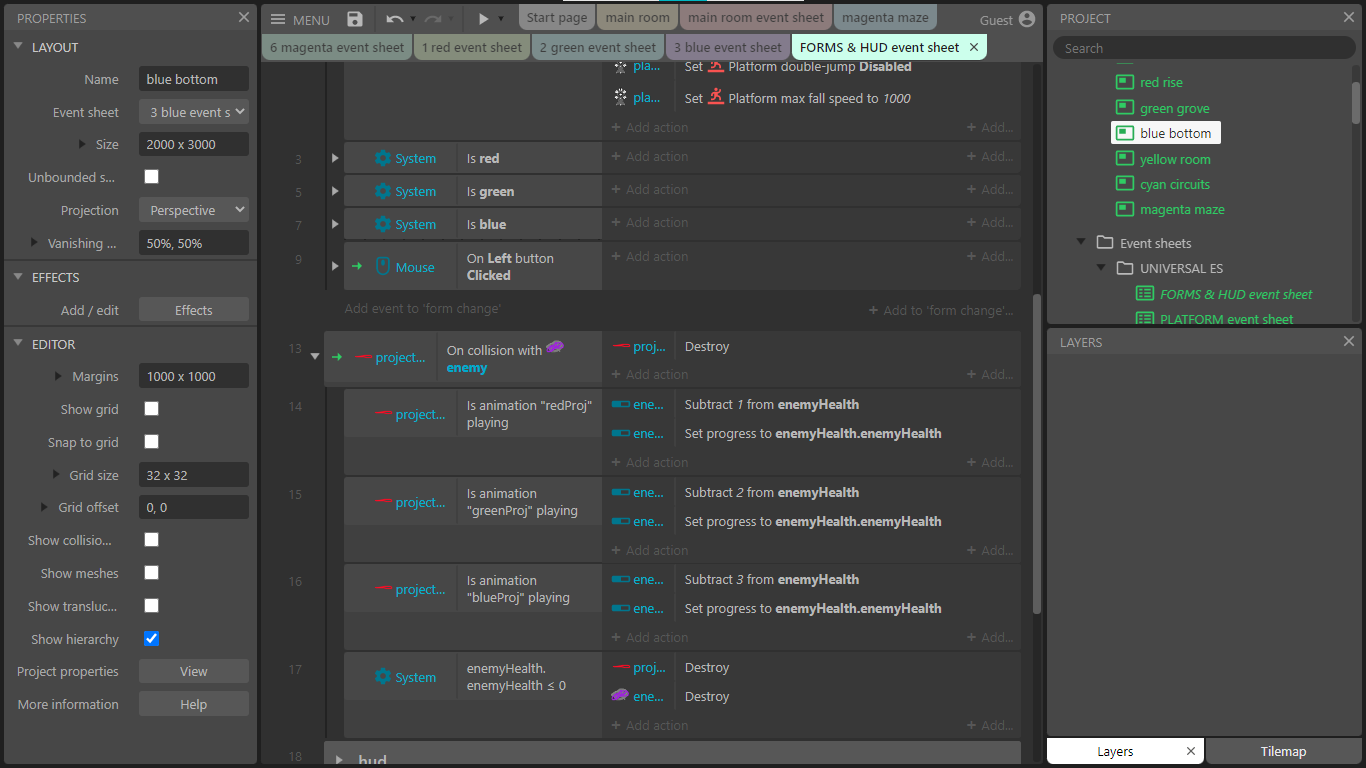 PROPERTIES
LAYOUT
Name blue bottom
Event sheet 3 blue event s
Size 2000 x 3000
Unbounded s...
Projection Perspective
Vanishing ... 50%, 50%
EFFECTS
Add / edit Effects
EDITOR
Margins 1000 x 1000
Show grid
Snap to grid
Grid size 32 x 32
Grid offset 0, 0
Show collisio...
Show meshes
Show transluc...
Show hierarchy
Project properties View
More information Help
MENU
Start page main room main room event sheet magenta maze
Guest
6 magenta event sheet 1 red event sheet 2 green event sheet 3 blue event sheet FORMS & HUD event sheet
pla... Set Platform double-jump Disabled
pla... Set Platform max fall speed to 1000
+ Add action + Add...
3 System Is red + Add action + Add...
5 System Is green + Add action + Add...
7 System Is blue + Add action + Add...
9 Mouse On Left button Clicked + Add action + Add...
Add event to 'form change' + Add to 'form change'...
13 project... On collision with enemy proj... Destroy
+ Add action + Add...
14 project... Is animation "redProj" playing ene... Subtract 1 from enemyHealth
ene... Set progress to enemyHealth.enemyHealth
+ Add action + Add...
15 project... Is animation "greenProj" playing ene... Subtract 2 from enemyHealth
ene... Set progress to enemyHealth.enemyHealth
+ Add action + Add...
16 project... Is animation "blueProj" playing ene... Subtract 3 from enemyHealth
ene... Set progress to enemyHealth.enemyHealth
+ Add action + Add...
17 System enemyHealth.enemyHealth ≤ 0 proj... Destroy
ene... Destroy
+ Add action + Add...
18 hud
PROJECT
Search
red rise
green grove
blue bottom
yellow room
cyan circuits
magenta maze
Event sheets
UNIVERSAL ES
FORMS & HUD event sheet
PLATFORM event sheet
LAYERS
Layers Tilemap